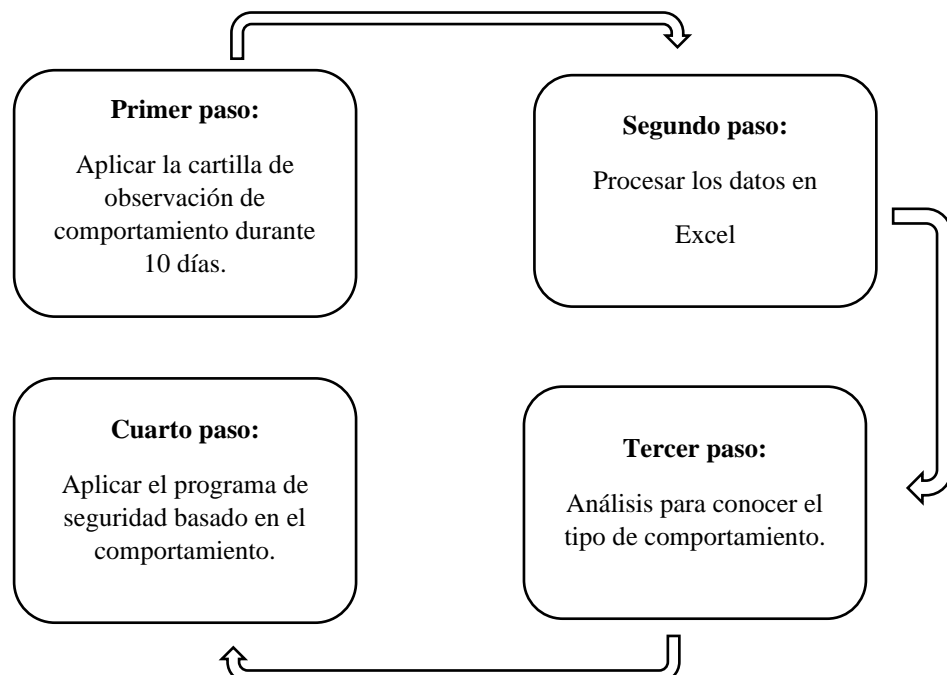 Primer paso:
Aplicar la cartilla de
observación de
comportamiento durante
10 días.
Segundo paso:
Procesar los datos en
Excel
Cuarto paso:
Aplicar el programa de
seguridad basado en el
comportamiento.
Tercer paso:
Análisis para conocer el
tipo de comportamiento.